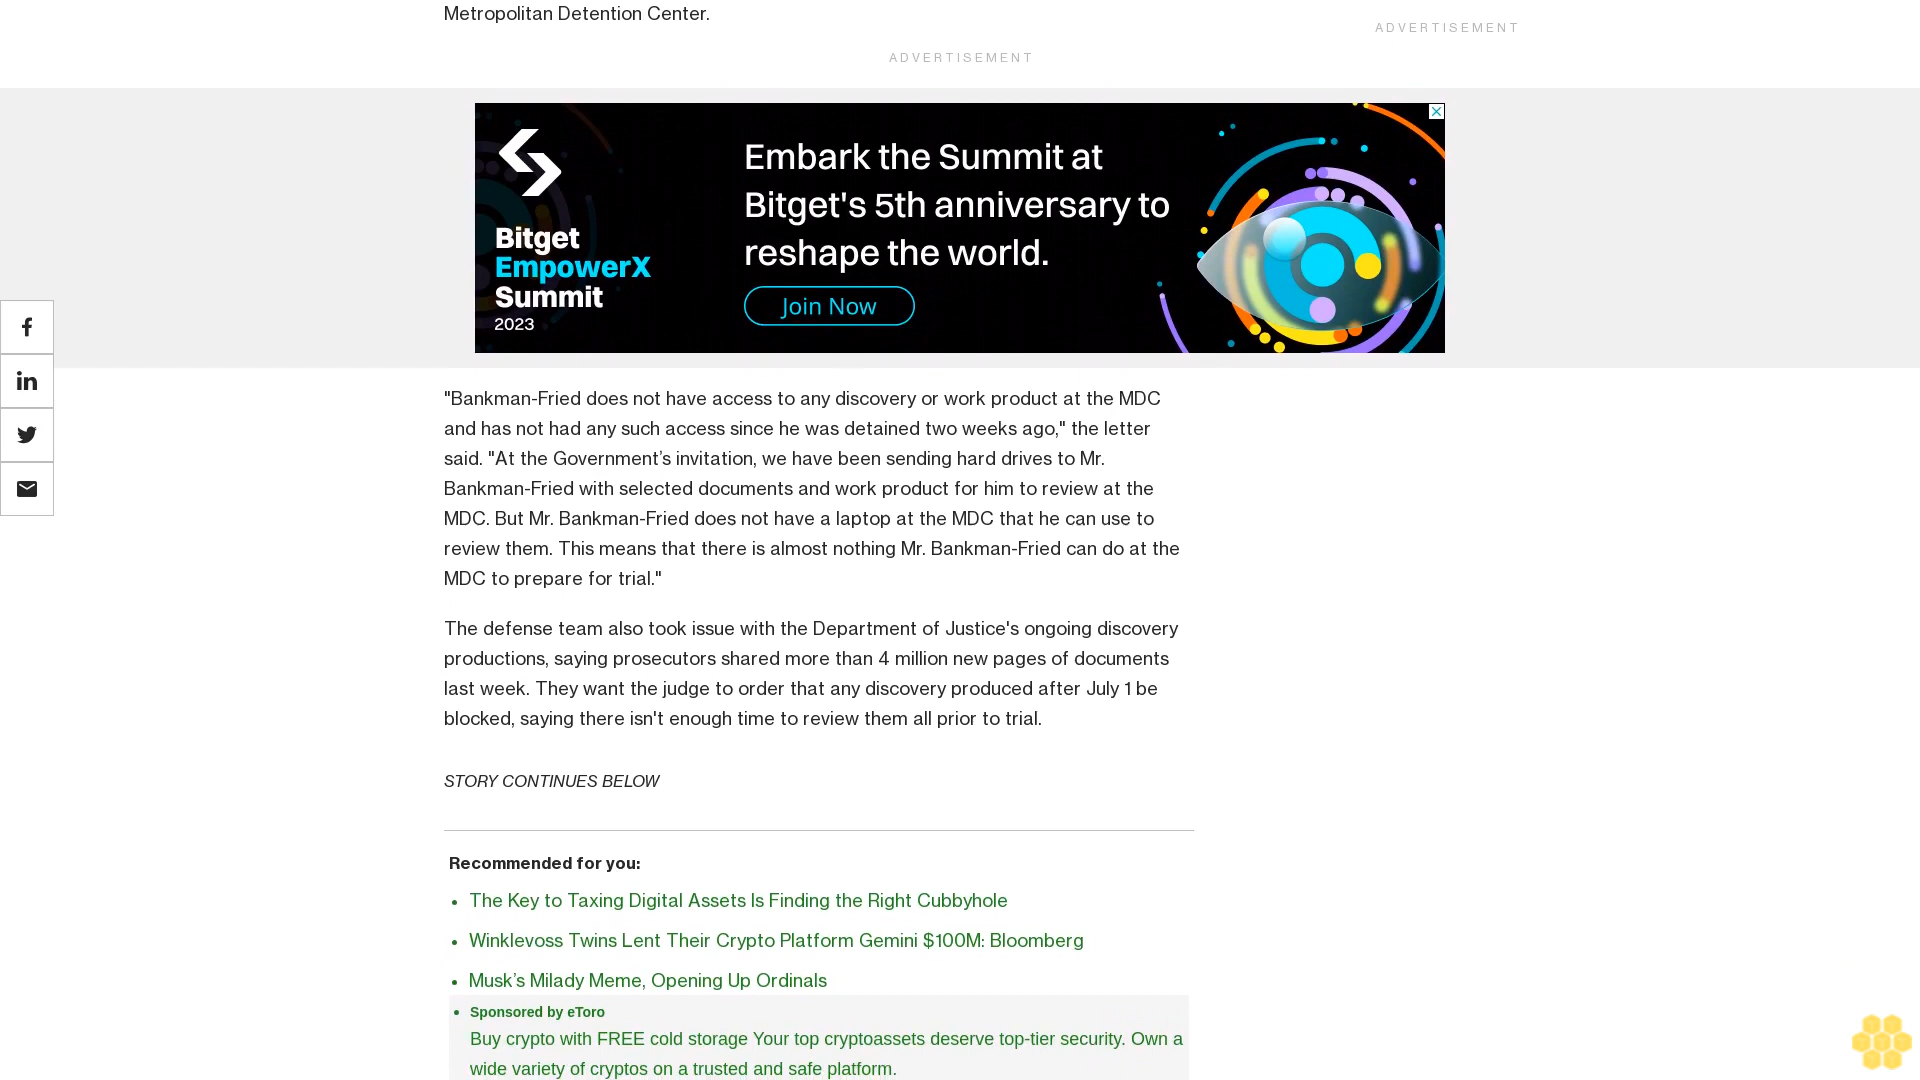 Metropolitan Detention Center.
ADVERTISEMENT
ADVERTISEMENT
Bitget
EmpowerX
Summit
2023
Embark the Summit at
Bitget's 5th anniversary to
reshape the world.
Join Now
"Bankman-Fried does not have access to any discovery or work product at the MDC
and has not had any such access since he was detained two weeks ago," the letter
said. "At the Government’s invitation, we have been sending hard drives to Mr.
Bankman-Fried with selected documents and work product for him to review at the
MDC. But Mr. Bankman-Fried does not have a laptop at the MDC that he can use to
review them. This means that there is almost nothing Mr. Bankman-Fried can do at the
MDC to prepare for trial."
The defense team also took issue with the Department of Justice's ongoing discovery
productions, saying prosecutors shared more than 4 million new pages of documents
last week. They want the judge to order that any discovery produced after July 1 be
blocked, saying there isn't enough time to review them all prior to trial.
STORY CONTINUES BELOW
Recommended for you:
• The Key to Taxing Digital Assets Is Finding the Right Cubbyhole
• Winklevoss Twins Lent Their Crypto Platform Gemini $100M: Bloomberg
• Musk’s Milady Meme, Opening Up Ordinals
• Sponsored by eToro
Buy crypto with FREE cold storage Your top cryptoassets deserve top-tier security. Own a
wide variety of cryptos on a trusted and safe platform.